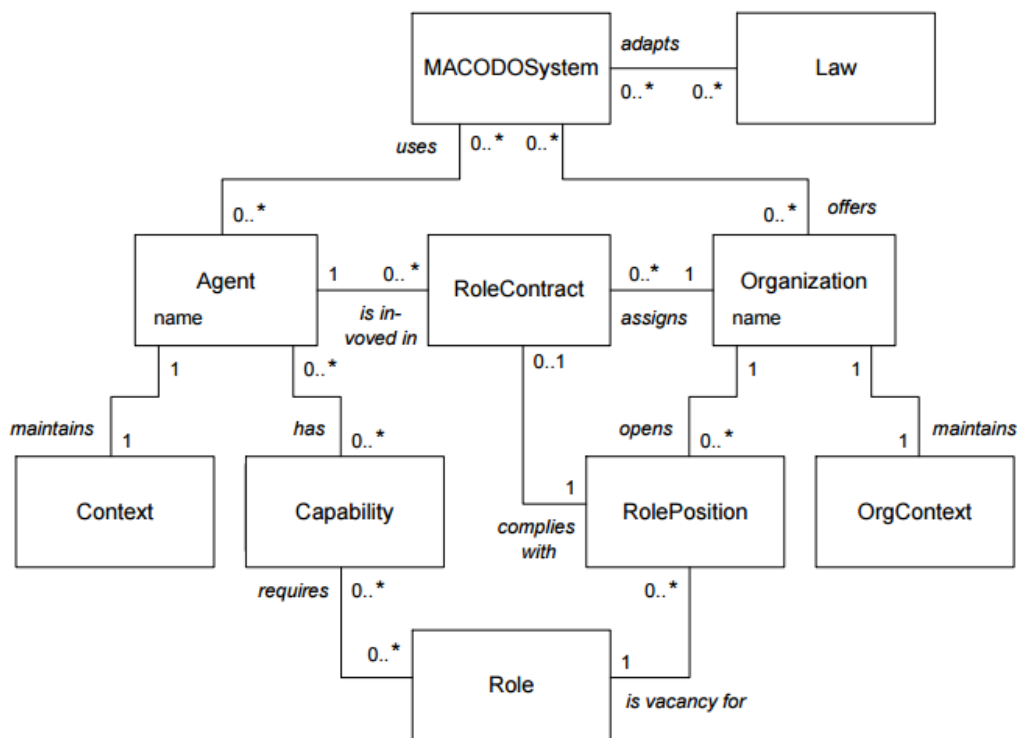 adapts
MACODOSystem
Law
0..*
0..*
uses
0..*
0..*
0..*
0..*
offers
Agent
name
1
0..*
is in-
voved in
RoleContract
0..*
1
assigns
Organization
name
1
0..*
0..1
1
1
maintains
1
has
0..*
opens
0..*
1
maintains
Context
Capability
1
complies
with
RolePosition
OrgContext
requires
0..*
0..*
0..*
Role
1
is vacancy for